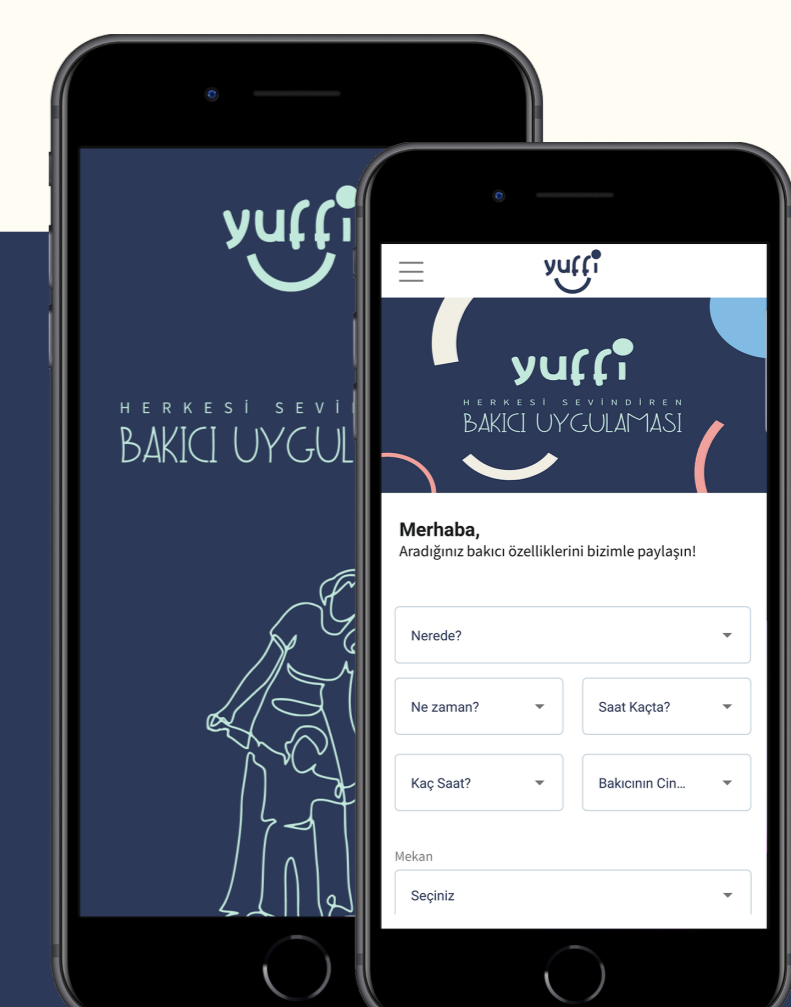 yuffi
HERKESİ SEVİ
BAKICI UYGUL
yuffi
yuffi
HERKESİ SEVİNDİREN
BAKICI UYGULAMASI
Merhaba,
Aradığınız bakıcı özelliklerini bizimle paylaşın!
Nerede?
Ne zaman? Saat Kaçta?
Kaç Saat? Bakıcının Cin...
Mekan
Seçiniz